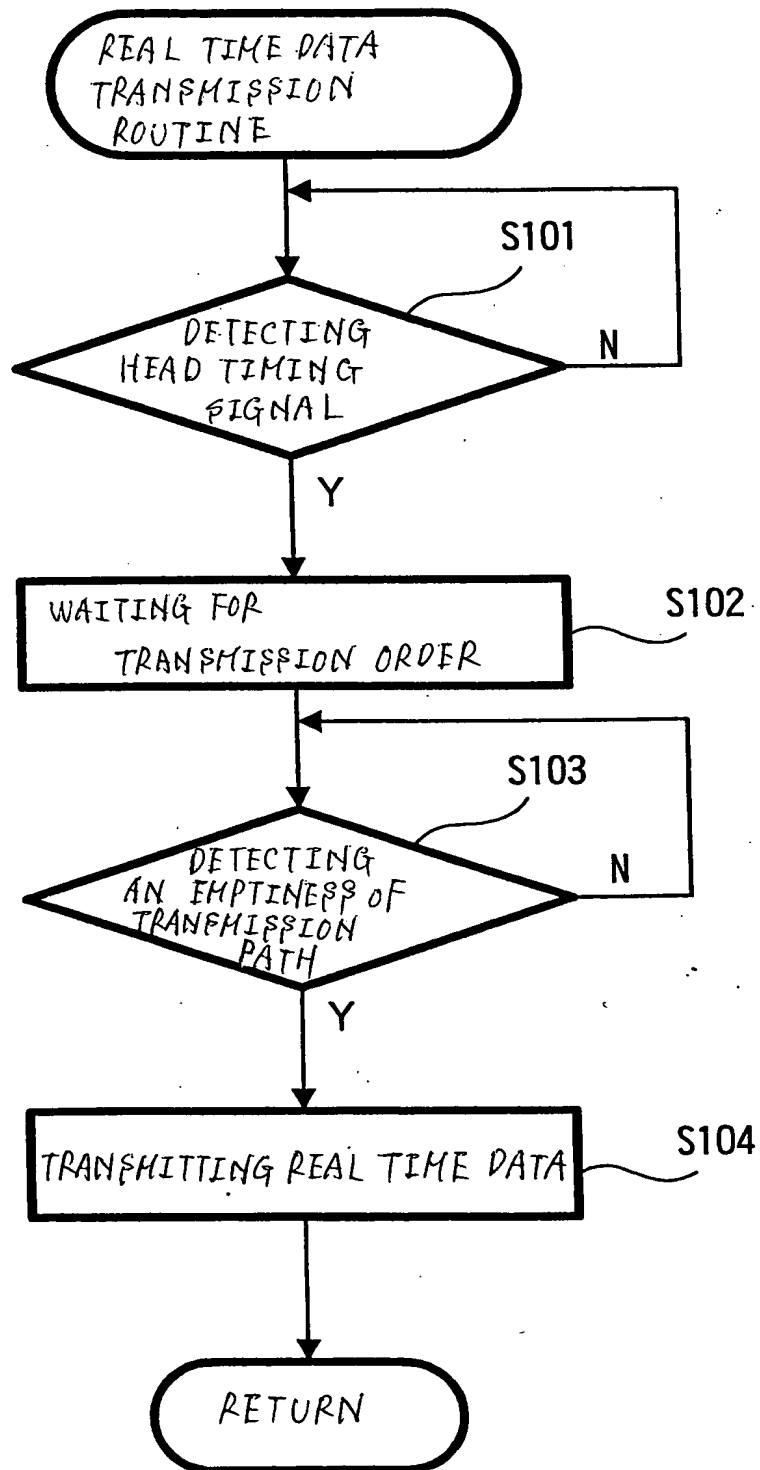 REAL TIME DATA
TRANSMISSION
ROUTINE
S101
DETECTING
HEAD TIMING
SIGNAL
N
Y
WAITING FOR
TRANSMISSION ORDER
S102
S103
DETECTING
AN EMPTINESS OF
TRANSMISSION
PATH
N
Y
TRANSMITTING REAL TIME DATA
S104
RETURN